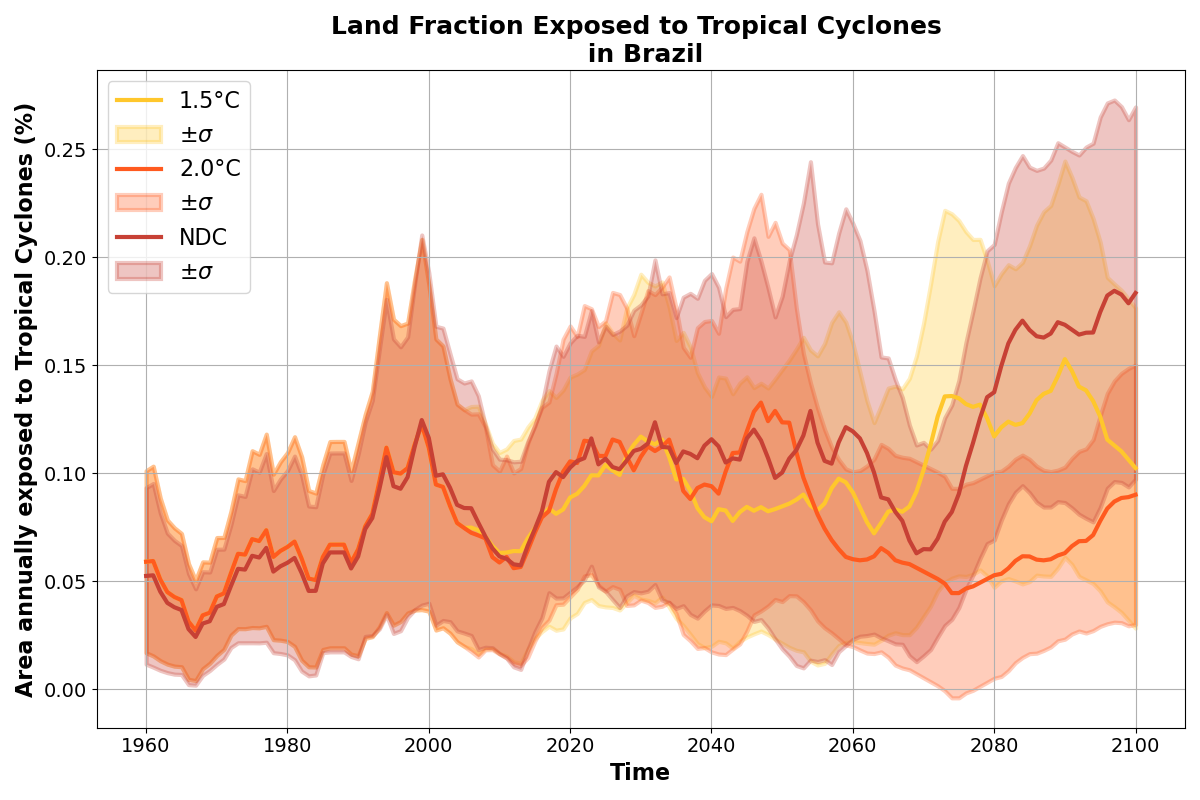 Land Fraction Exposed to Tropical Cyclones
in Brazil
Area annually exposed to Tropical Cyclones (%)
1.5°C
±σ
2.0°C
±σ
NDC
±σ
0.25
0.20
0.15
0.10
0.05
0.00
1960 1980 2000 2020 2040 2060 2080 2100
Time